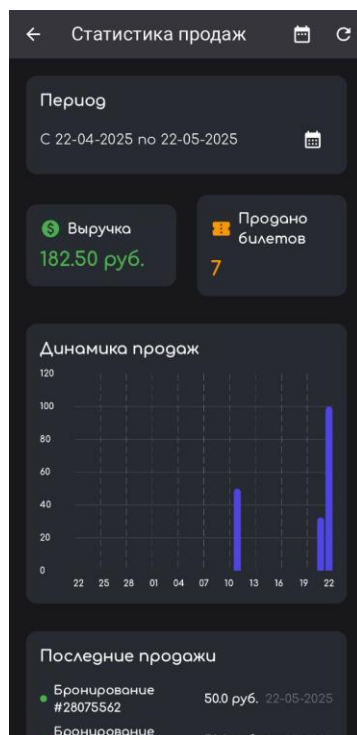 Статистика продаж
Период
С 22-04-2025 по 22-05-2025
Выручка
182.50 руб.
Продано
билетов
7
Динамика продаж
120
100
80
60
40
20
0
22 25 28 01 04 07 10 13 16 19 22
Последние продажи
Бронирование
#28075562
50.0 руб. 22-05-2025
Бронирование